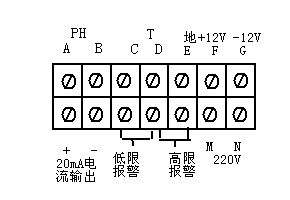 PH T 地+12V -12V
A B C D E F G
+ - 低限 高限 M N
20mA电 报警 报警 220V
流输出